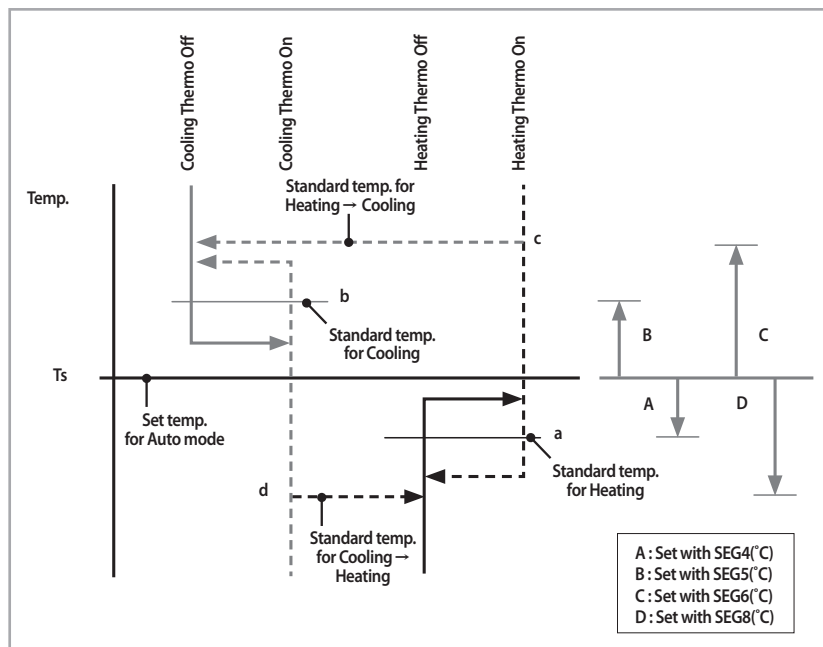 Cooling Thermo Off
Cooling Thermo On
Heating Thermo Off
Heating Thermo On
Temp.
Standard temp. for
Heating → Cooling
c
b
Standard temp.
for Cooling
B
C
Ts
Set temp.
for Auto mode
A
D
a
Standard temp.
for Heating
d
Standard temp.
for Cooling →
Heating
A : Set with SEG4(˚C)
B : Set with SEG5(˚C)
C : Set with SEG6(˚C)
D : Set with SEG8(˚C)